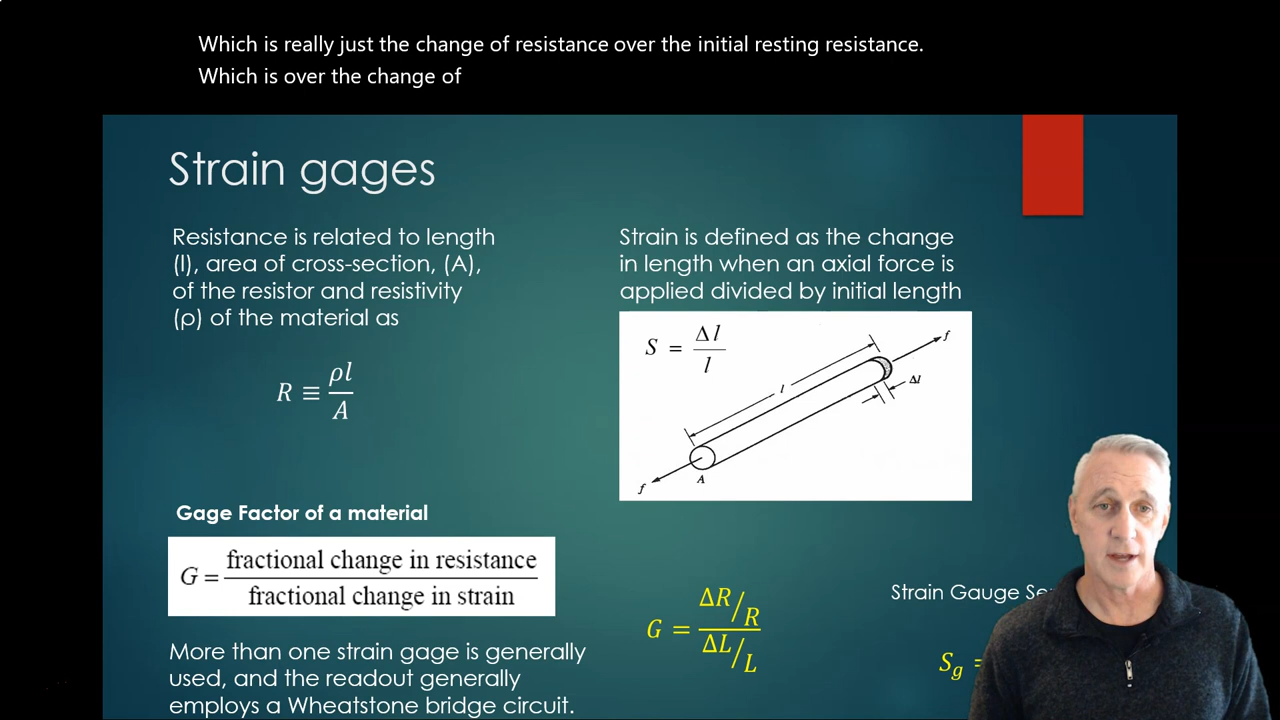 Which is really just the change of resistance over the initial resting resistance.
Which is over the change of
Strain gages
Resistance is related to length
(l), area of cross-section, (A),
of the resistor and resistivity
(ρ) of the material as
R ≡ ρl/A
Gage Factor of a material
G = fractional change in resistance
fractional change in strain
More than one strain gage is generally
used, and the readout generally
employs a Wheatstone bridge circuit.
Strain is defined as the change
in length when an axial force is
applied divided by initial length
S = Δl/l
f
l
Δl
A
f
G = ΔR/R
ΔL/L
Strain Gauge
S_g =